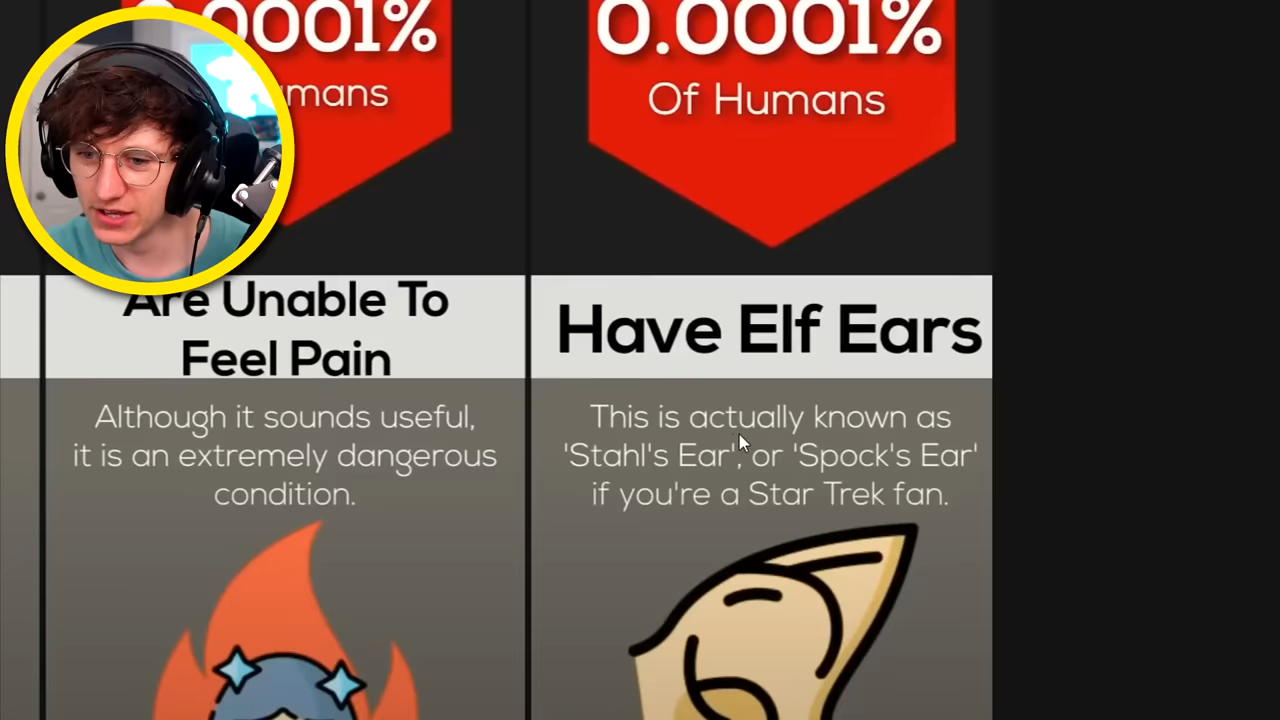 0001%
0.0001%
mans
Of Humans
Are Unable To
Feel Pain
Have Elf Ears
Although it sounds useful,
it is an extremely dangerous
condition.
This is actually known as
'Stahl's Ear', or 'Spock's Ear'
if you're a Star Trek fan.